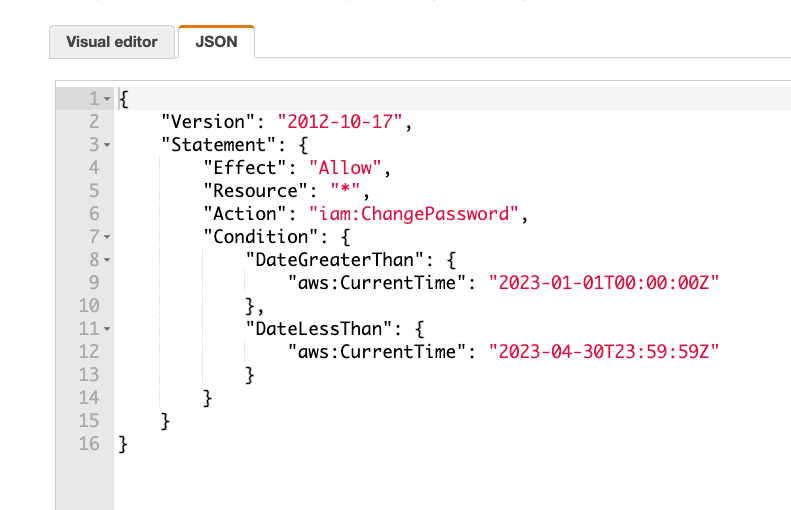 Visual editor JSON
1 {
2 "Version": "2012-10-17",
3 "Statement": {
4 "Effect": "Allow",
5 "Resource": "*",
6 "Action": "iam:ChangePassword",
7 "Condition": {
8 "DateGreaterThan": {
9 "aws:CurrentTime": "2023-01-01T00:00:00Z"
10 },
11 "DateLessThan": {
12 "aws:CurrentTime": "2023-04-30T23:59:59Z"
13 }
14 }
15 }
16 }